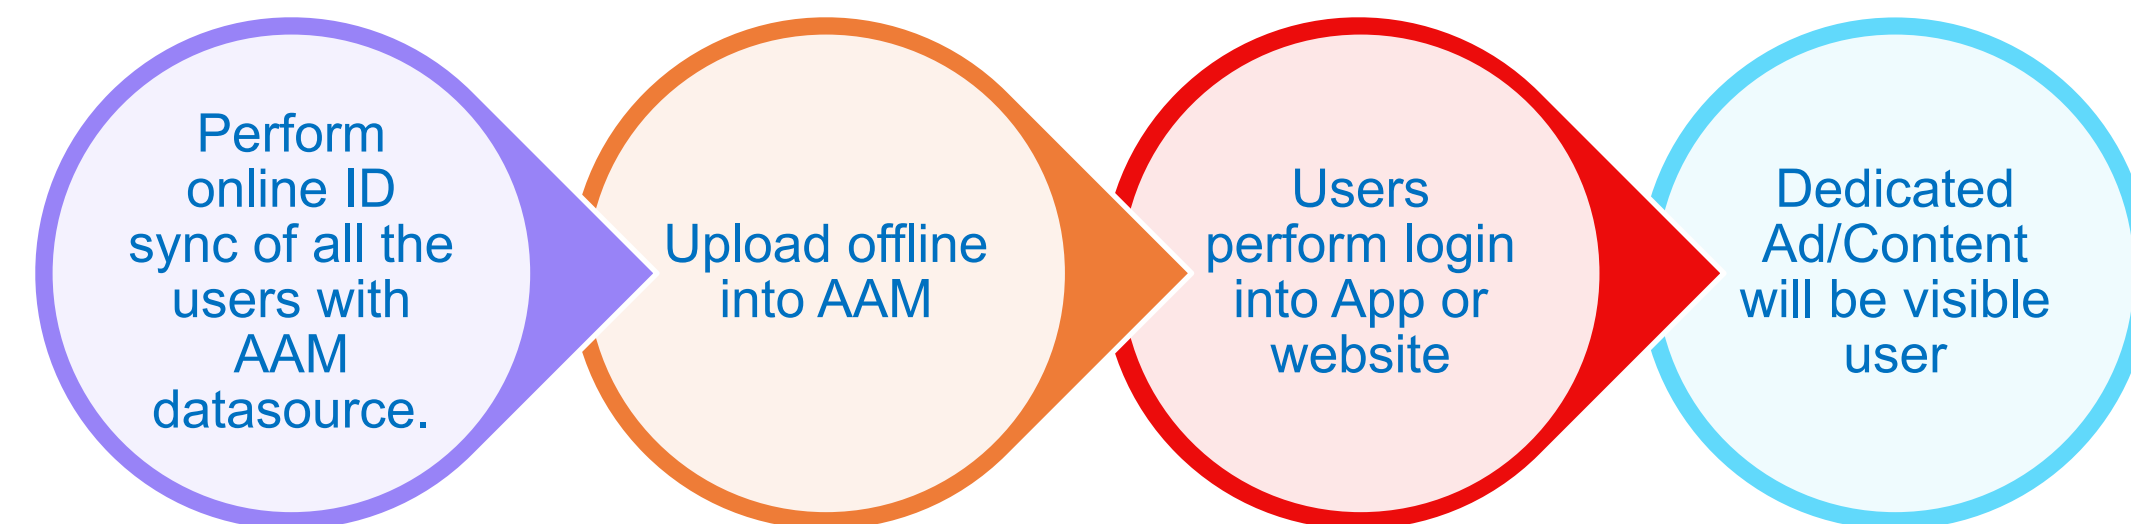 Perform
online ID
sync of all the
users with
AAM
datasource.
Upload offline
into AAM
Users
perform login
into App or
website
Dedicated
Ad/Content
will be visible
user